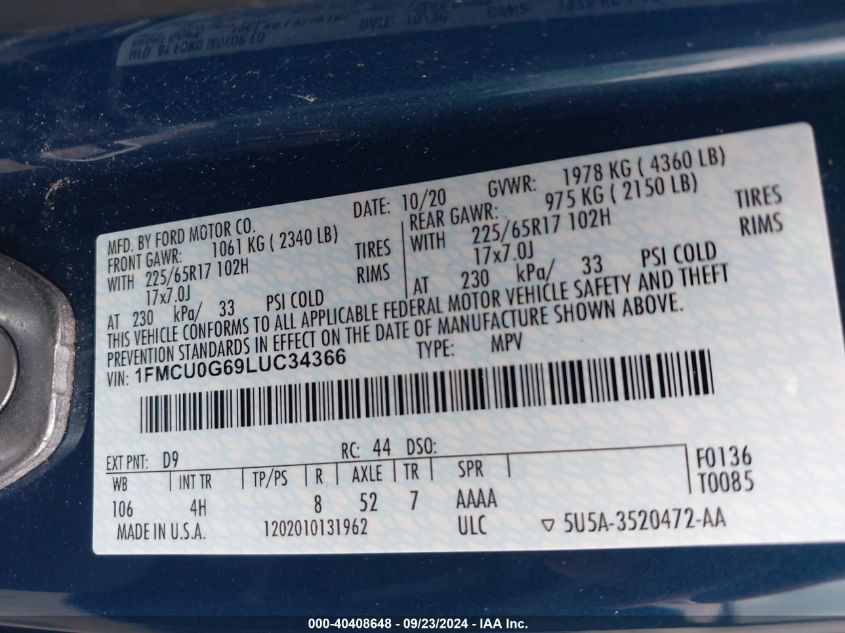 MFD. BY FORD MOTOR CO.
DATE: 10/20 GVWR: 1978 KG ( 4360 LB)
FRONT GAWR: 1061 KG ( 2340 LB) REAR GAWR: 975 KG ( 2150 LB)
WITH 225/65R17 102H TIRES WITH 225/65R17 102H TIRES
17x7.0J RIMS 17x7.0J RIMS
AT 230 kPa/ 33 PSI COLD AT 230 kPa/ 33 PSI COLD
THIS VEHICLE CONFORMS TO ALL APPLICABLE FEDERAL MOTOR VEHICLE SAFETY AND THEFT
PREVENTION STANDARDS IN EFFECT ON THE DATE OF MANUFACTURE SHOWN ABOVE.
VIN: 1FMCU0G69LUC34366 TYPE: MPV
EXT PNT: D9 RC: 44 DSO: F0136
WB INT TR TP/PS R AXLE TR SPR T0085
106 4H 8 52 7 AAAA
MADE IN U.S.A. 1202010131962 ULC ▽ 5U5A-3520472-AA
000-40408648 - 09/23/2024 - IAA Inc.